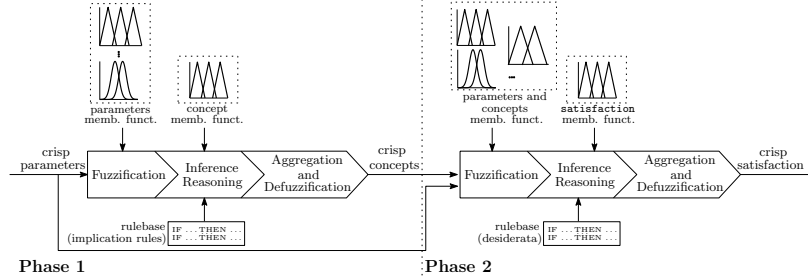 parameters
memb. funct.
concept
memb. funct.
crisp
parameters
Fuzzification
Inference
Reasoning
Aggregation
and
Defuzzification
crisp
concepts
rulebase
(implication rules)
IF ... THEN ...
IF ... THEN ...
Phase 1
parameters and
concepts
memb. funct.
satisfaction
memb. funct.
Fuzzification
Inference
Reasoning
Aggregation
and
Defuzzification
crisp
satisfaction
rulebase
(desiderata)
IF ... THEN ...
IF ... THEN ...
Phase 2